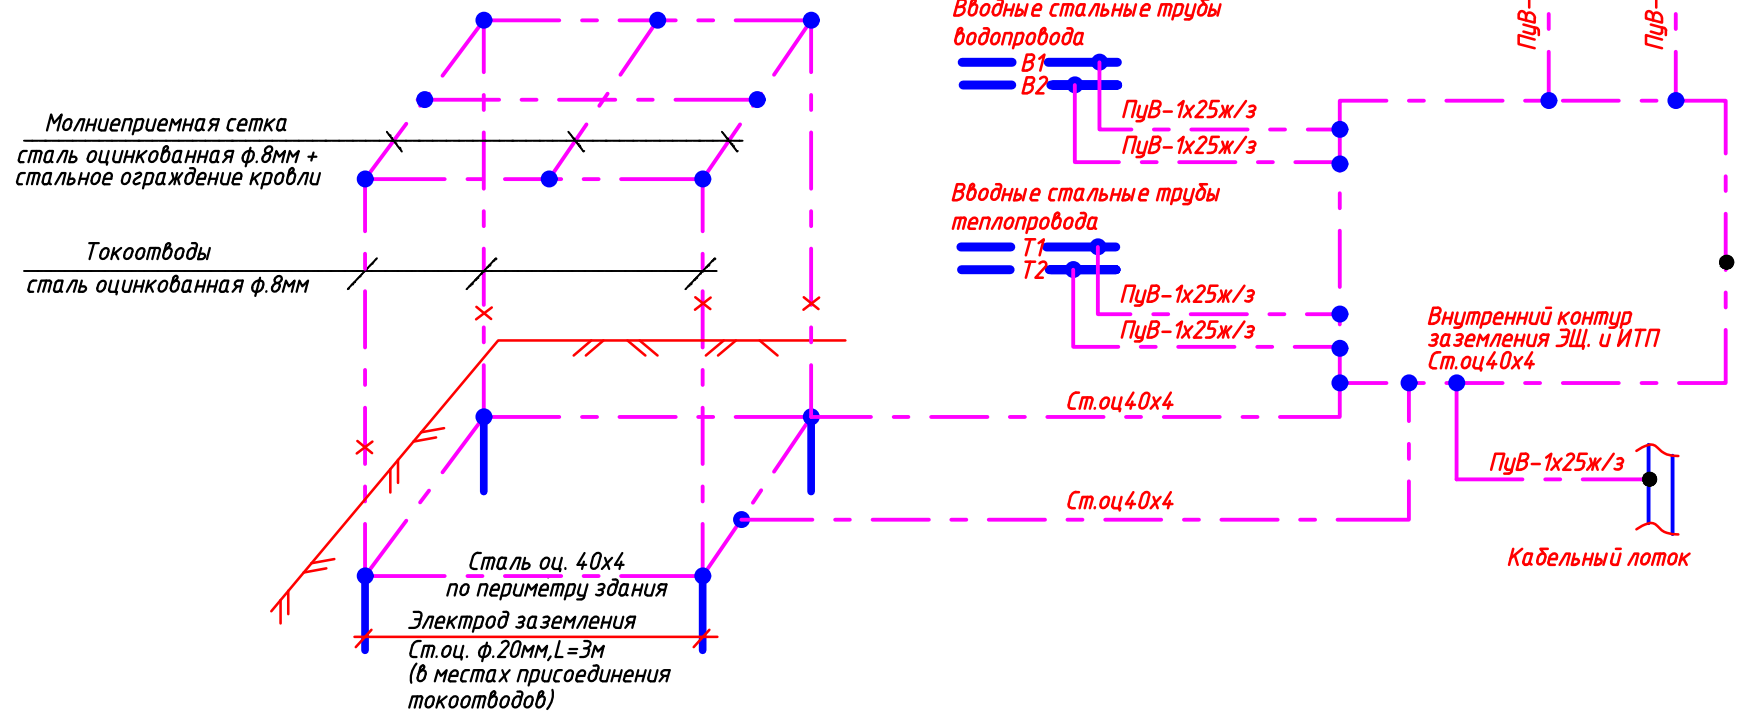 Вводные стальные трубы
водопровода
В1
В2
ПуВ-1х25ж/з
ПуВ-1х25ж/з
ПуВ-
ПуВ-
Молниеприемная сетка
сталь оцинкованная ф.8мм +
стальное ограждение кровли
Токоотводы
сталь оцинкованная ф.8мм
Вводные стальные трубы
теплопровода
Т1
Т2
ПуВ-1х25ж/з
ПуВ-1х25ж/з
Внутренний контур
заземления ЭЩ. и ИТП
Ст.оц40х4
Ст.оц40х4
ПуВ-1х25ж/з
Ст.оц40х4
Кабельный лоток
Сталь оц. 40х4
по периметру здания
Электрод заземления
Ст.оц. ф.20мм,L=3м
(в местах присоединения
токоотводов)